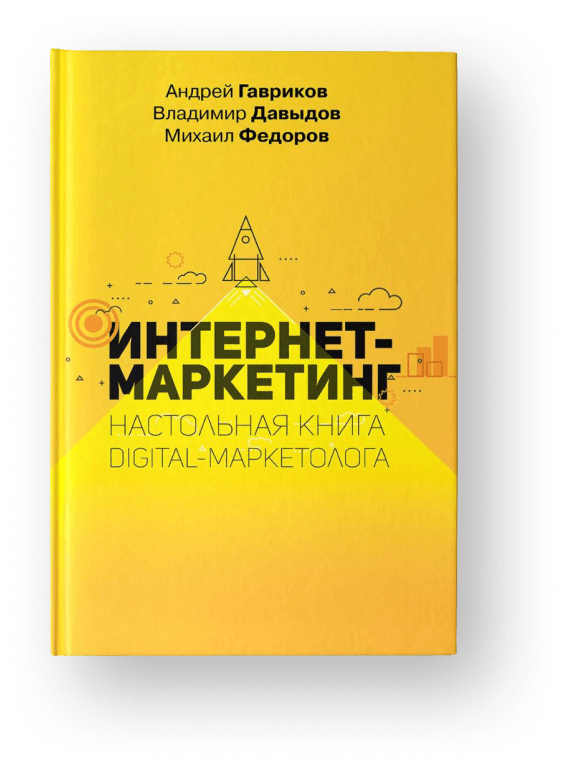 Андрей Гавриков
Владимир Давыдов
Михаил Федоров
ИНТЕРНЕТ-
МАРКЕТИНГ
НАСТОЛЬНАЯ КНИГА
DIGITAL-МАРКЕТОЛОГА